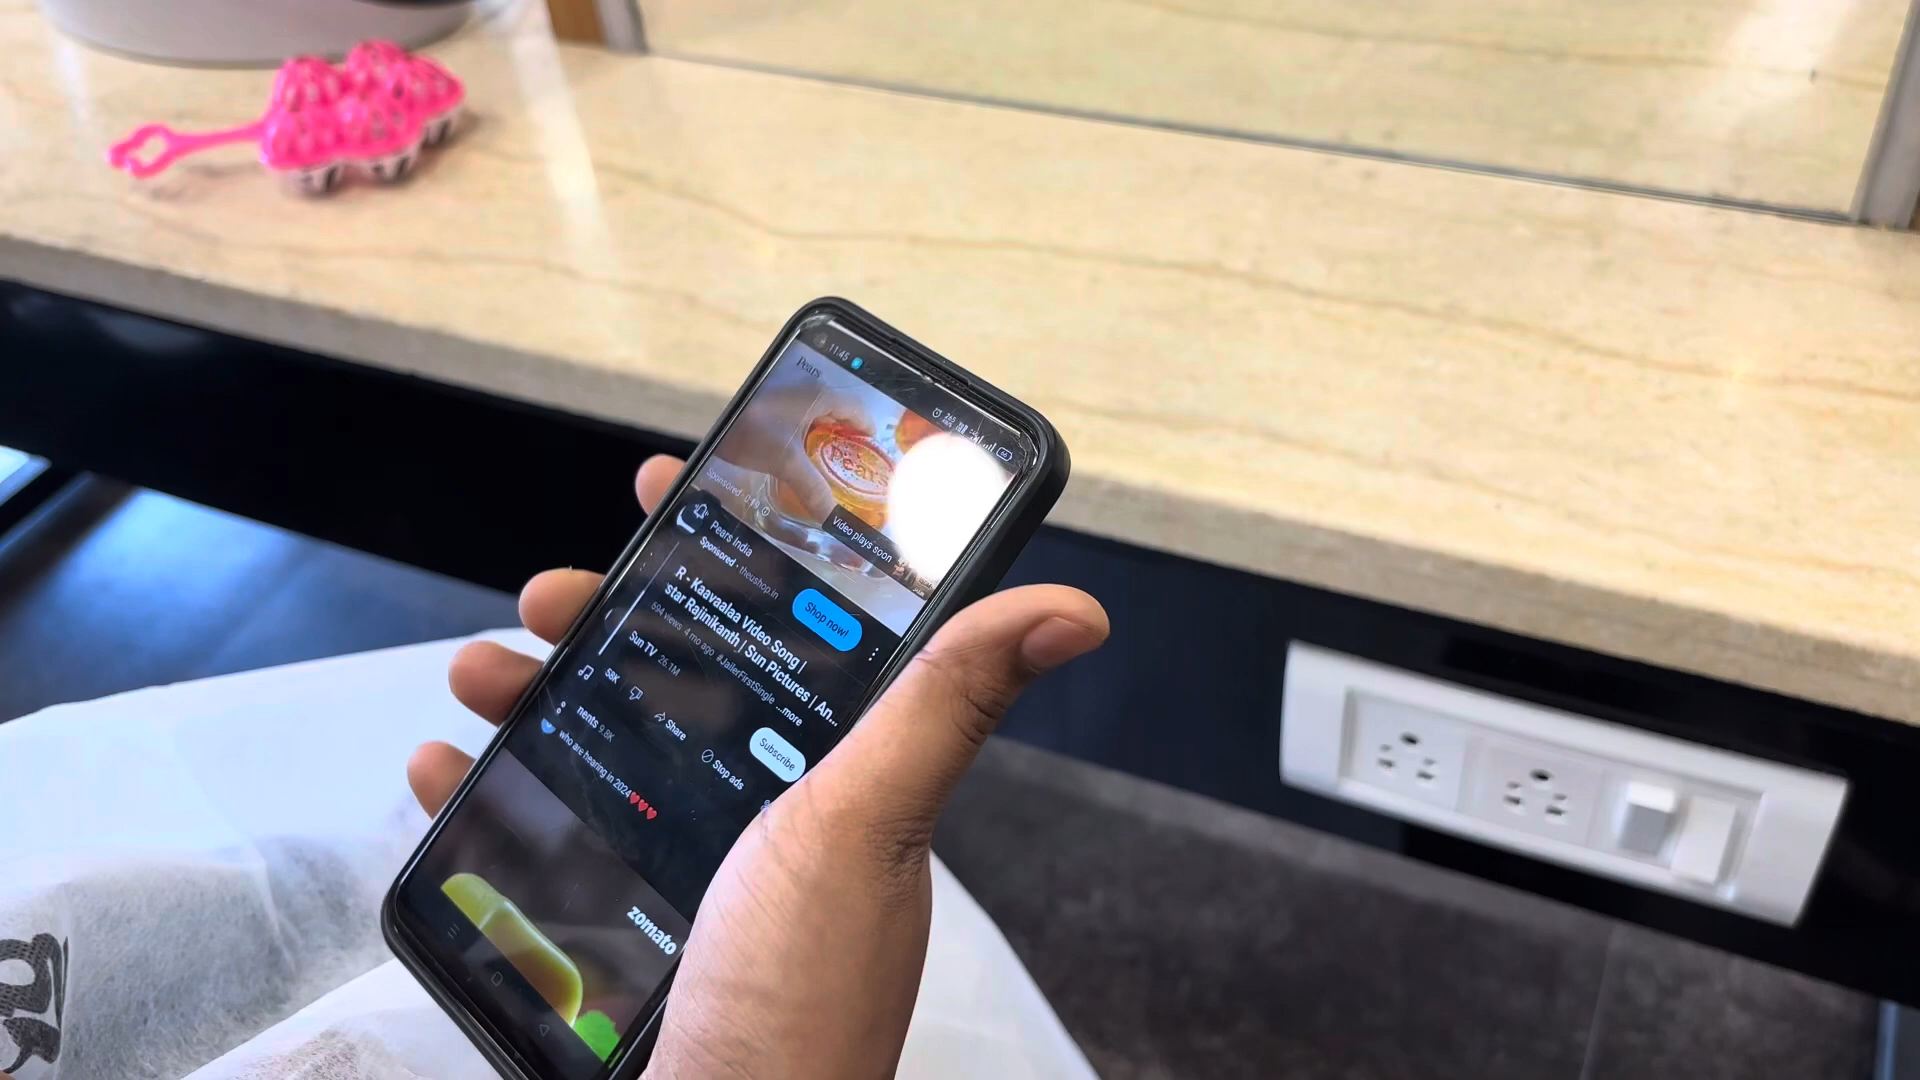 11:45
Pears
Pears
Sponsored · 0:19
Video plays soon
Pears India
Sponsored · theushop.in
Shop now!
R - Kaavaalaa Video Song |
star Rajinikanth | Sun Pictures | An...
694 views 4 mo ago #JailerFirstSingle ...more
Sun TV 26.1M
Subscribe
58K
Share
Stop ads
nents 9.8K
who are hearing in 2024❤️❤️❤️
zomato